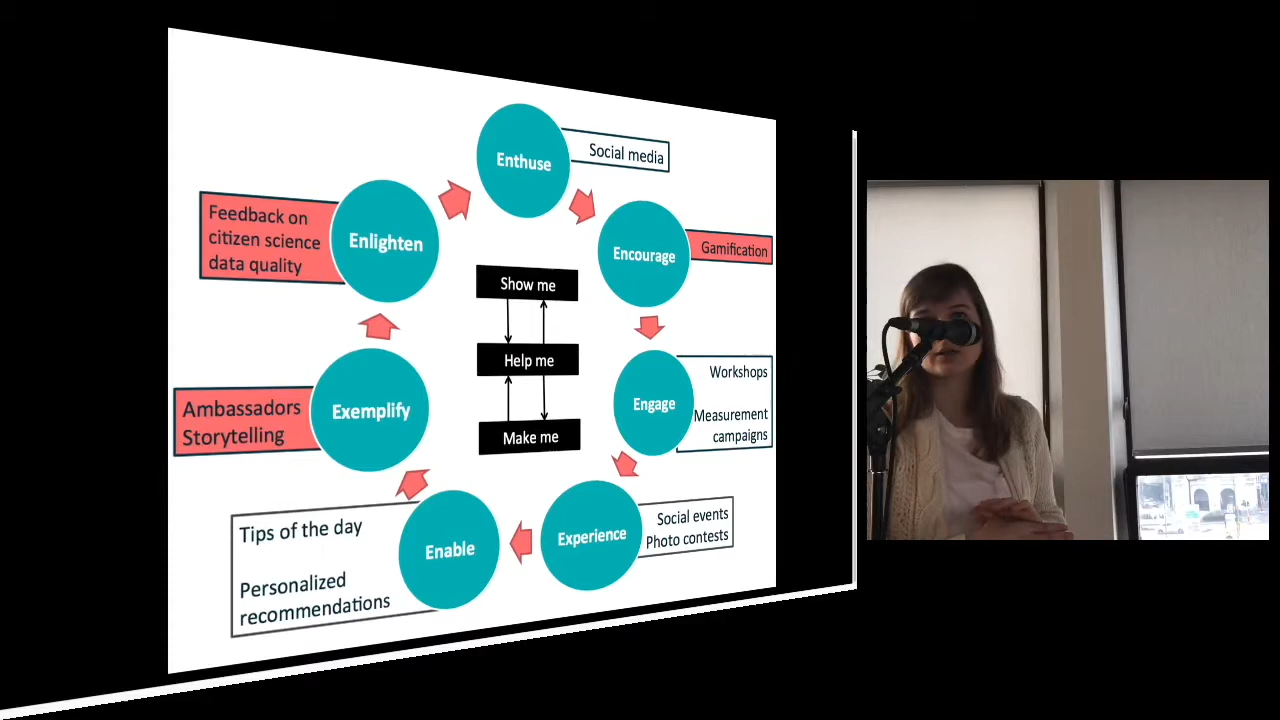 Enthuse
Social media
Encourage
Gamification
Engage
Workshops
Measurement
campaigns
Experience
Social events
Photo contests
Enable
Tips of the day
Personalized
recommendations
Exemplify
Ambassadors
Storytelling
Enlighten
Feedback on
citizen science
data quality
Show me
Help me
Make me